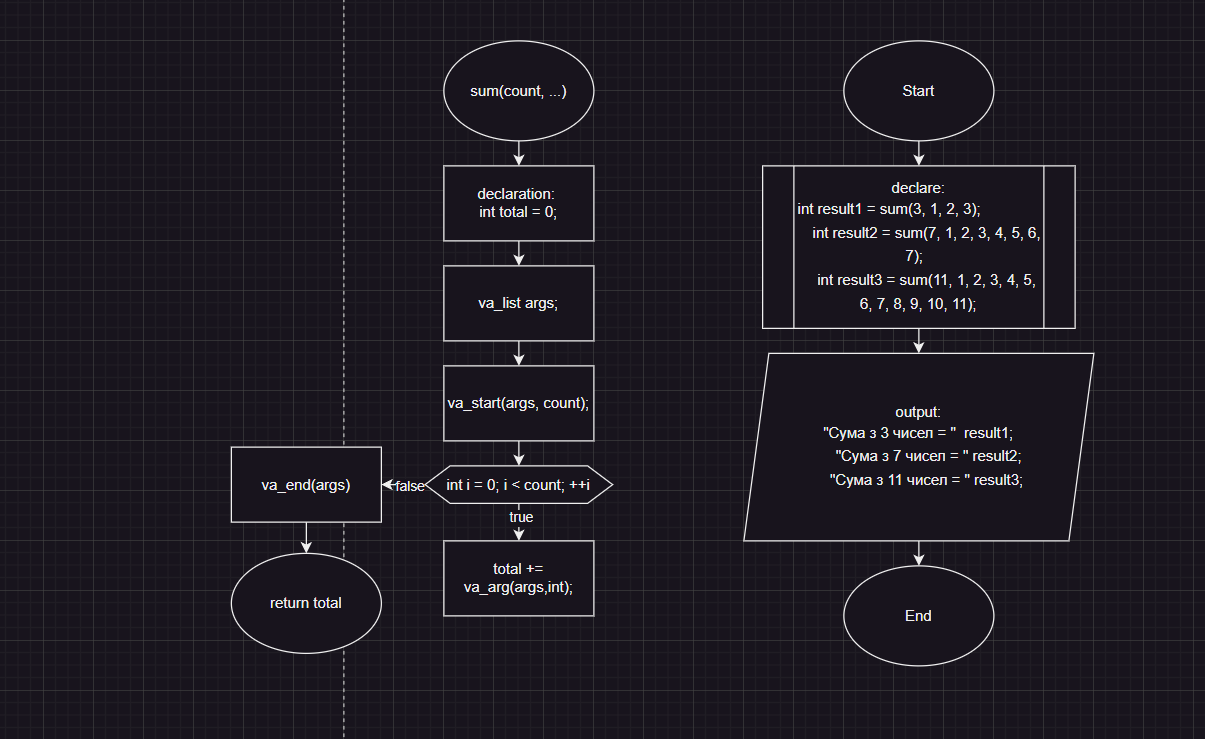 sum(count, ...)
declaration:
int total = 0;
va_list args;
va_start(args, count);
int i = 0; i < count; ++i
false
true
va_end(args)
return total
total +=
va_arg(args,int);
Start
declare:
int result1 = sum(3, 1, 2, 3);
int result2 = sum(7, 1, 2, 3, 4, 5, 6,
7);
int result3 = sum(11, 1, 2, 3, 4, 5,
6, 7, 8, 9, 10, 11);
output:
"Сума з 3 чисел = "  result1;
"Сума з 7 чисел = " result2;
"Сума з 11 чисел = " result3;
End